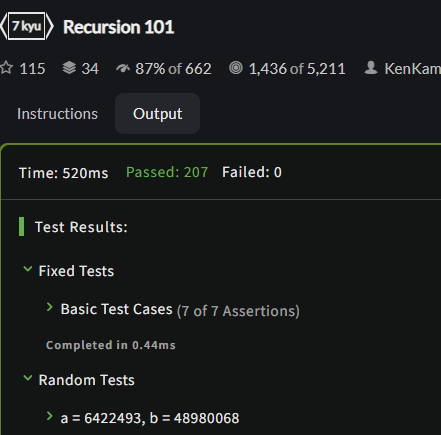 7 kyu Recursion 101
115 34 87% of 662 1,436 of 5,211 KenKam
Instructions Output
Time: 520ms Passed: 207 Failed: 0
Test Results:
Fixed Tests
Basic Test Cases (7 of 7 Assertions)
Completed in 0.44ms
Random Tests
a = 6422493, b = 48980068